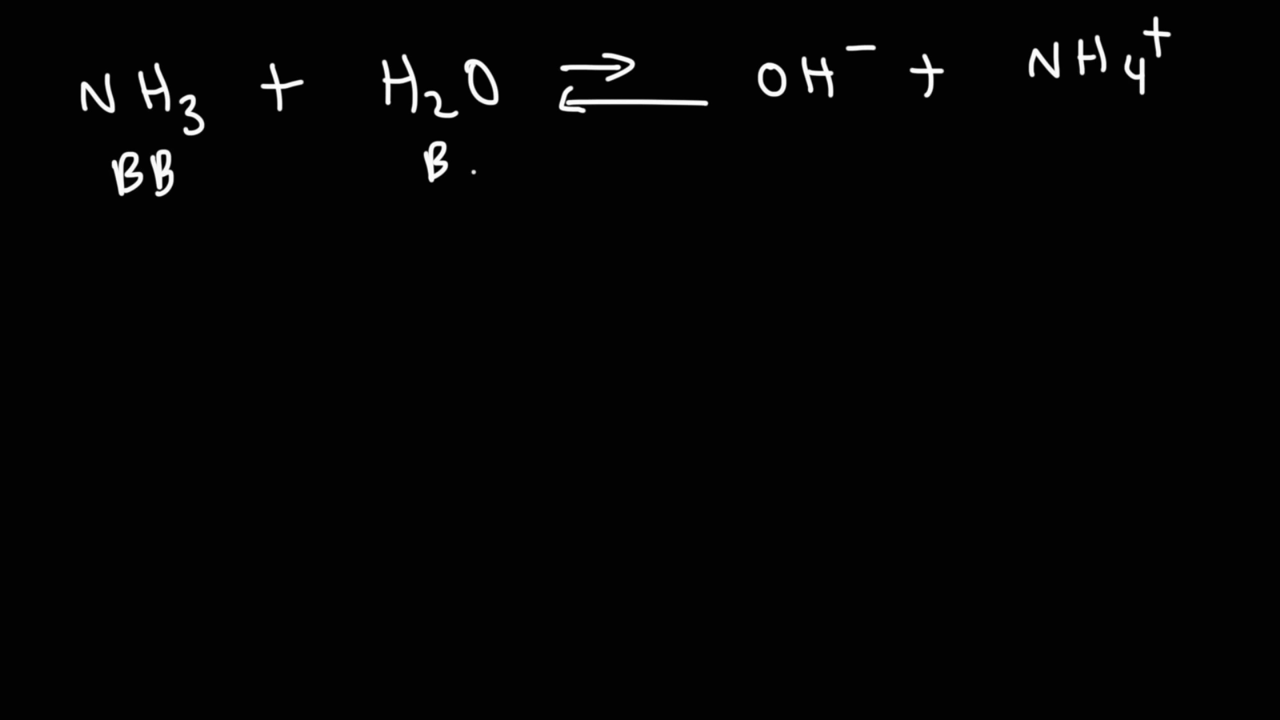 NH₃ + H₂O ⇌ OH⁻ + NH₄⁺
BB B.